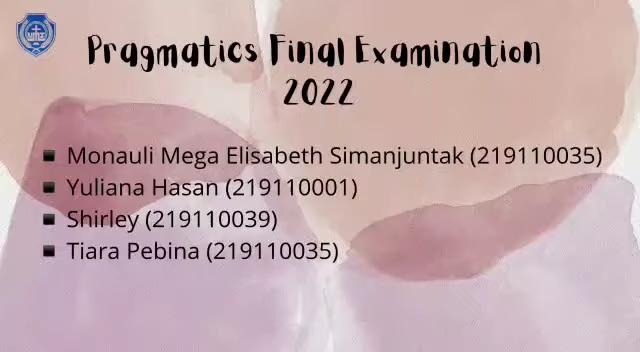 Pragmatics Final Examination
2022
Monauli Mega Elisabeth Simanjuntak (219110035)
Yuliana Hasan (219110001)
Shirley (219110039)
Tiara Pebina (219110035)